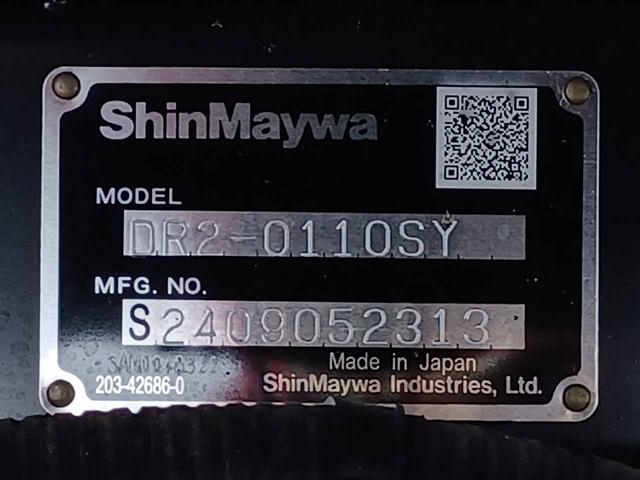 ShinMaywa
MODEL
DR2-0110SY
MFG. NO.
S2409052313
Made in Japan
203-42686-0
ShinMaywa Industries, Ltd.